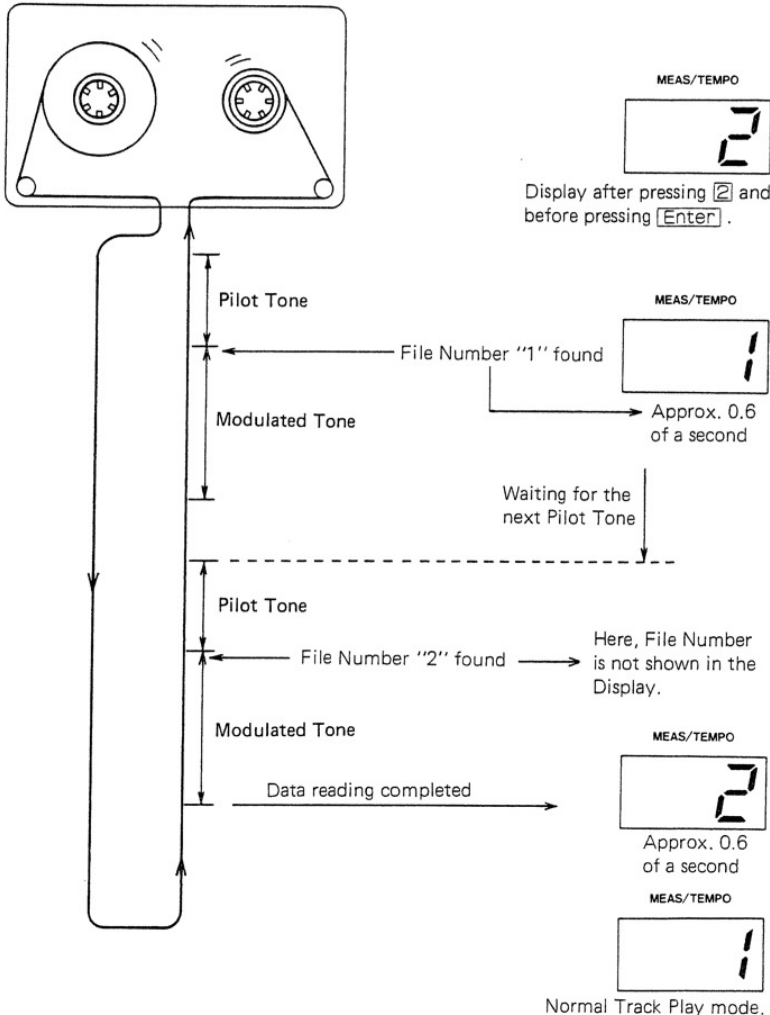 MEAS/TEMPO
2
Display after pressing 2 and
before pressing Enter.
Pilot Tone
MEAS/TEMPO
File Number "1" found
1
Modulated Tone
Approx. 0.6
of a second
Waiting for the
next Pilot Tone
Pilot Tone
File Number "2" found
Here, File Number
is not shown in the
Display.
Modulated Tone
MEAS/TEMPO
Data reading completed
2
Approx. 0.6
of a second
MEAS/TEMPO
1
Normal Track Play mode.